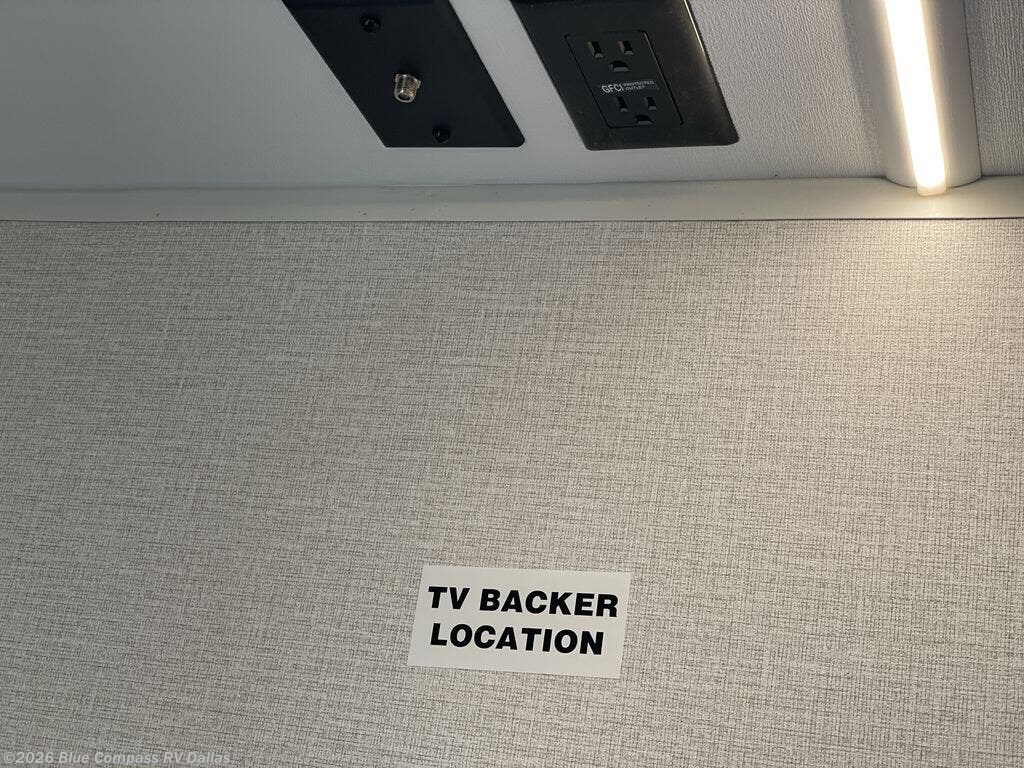 GFCI PROTECTED
OUTLET
TV BACKER
LOCATION
©2026 Blue Compass RV Dallas